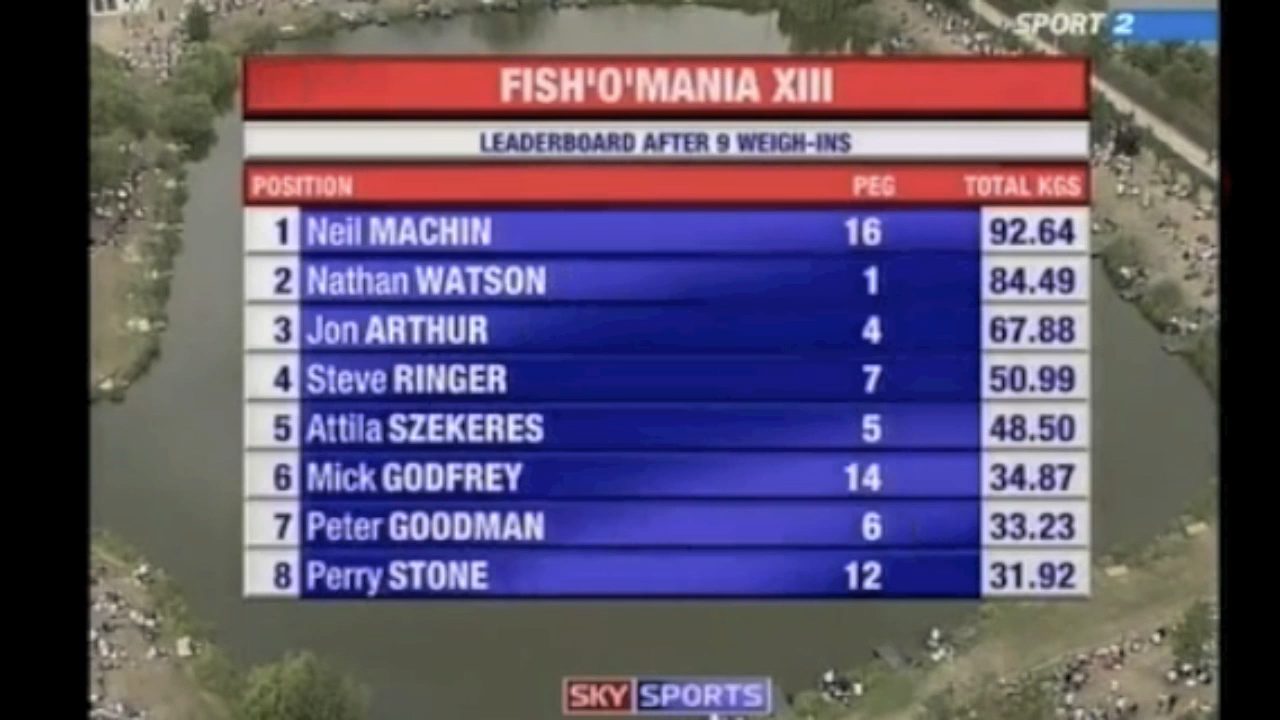 SPORT 2
FISH'O'MANIA XIII
LEADERBOARD AFTER 9 WEIGH-INS
POSITION PEG TOTAL KGS
1 Neil MACHIN 16 92.64
2 Nathan WATSON 1 84.49
3 Jon ARTHUR 4 67.88
4 Steve RINGER 7 50.99
5 Attila SZEKERES 5 48.50
6 Mick GODFREY 14 34.87
7 Peter GOODMAN 6 33.23
8 Perry STONE 12 31.92
SKY SPORTS